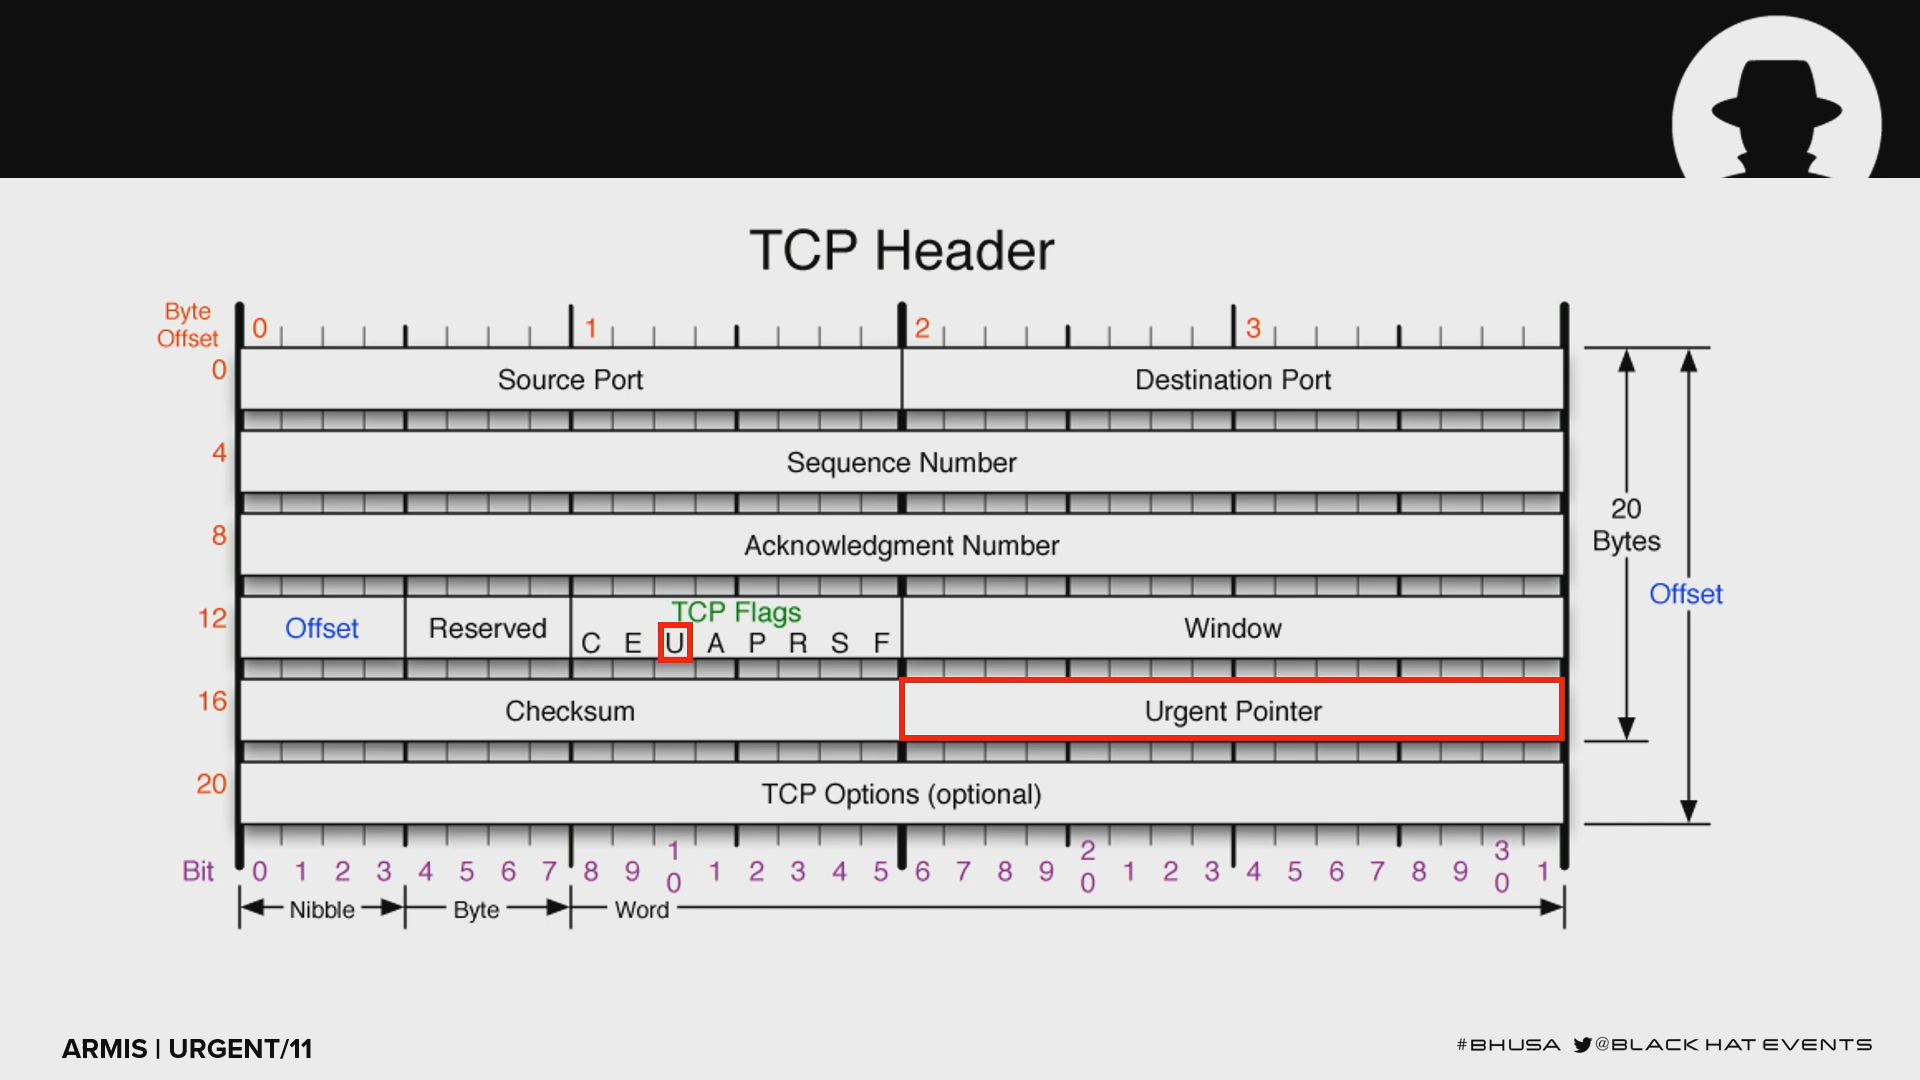 TCP Header
Byte
Offset
0 1 2 3
0
Source Port Destination Port
4
Sequence Number
8
Acknowledgment Number
20
Bytes
Offset
12
Offset Reserved TCP Flags
C E U A P R S F
Window
16
Checksum Urgent Pointer
20
TCP Options (optional)
Bit 0 1 2 3 4 5 6 7 8 9 10 1 2 3 4 5 6 7 8 9 20 1 2 3 4 5 6 7 8 9 30 1
Nibble Byte Word
ARMIS | URGENT/11
#BHUSA @BLACK HAT EVENTS